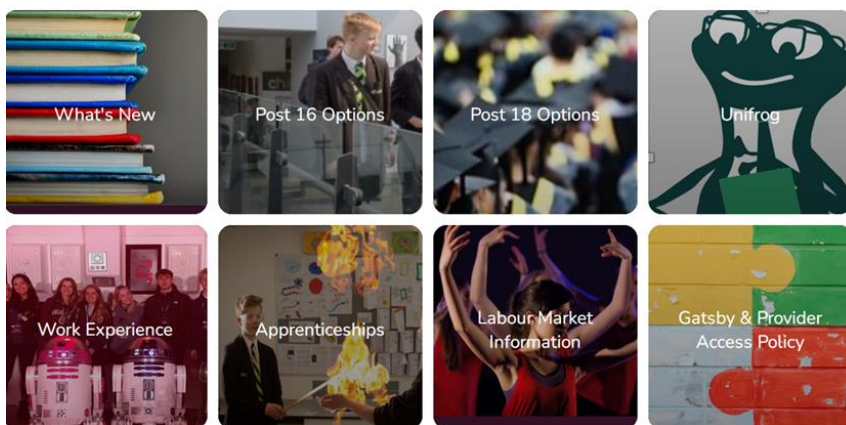 What's New
Post 16 Options
Post 18 Options
Unifrog
Work Experience
Apprenticeships
Labour Market
Information
Gatsby & Provider
Access Policy